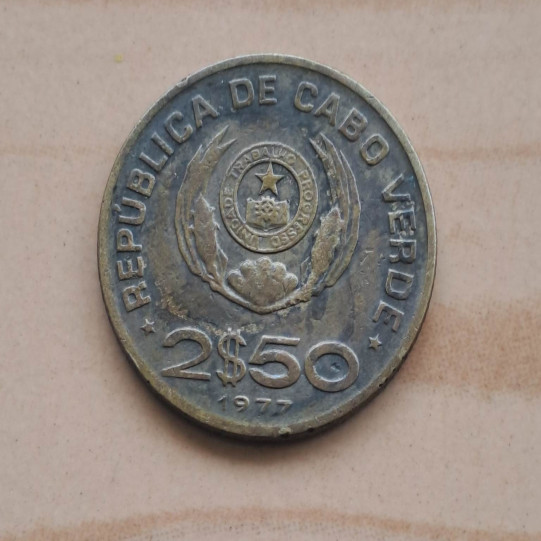 REPÚBLICA DE CABO VERDE
UNIDADE TRABALHO PROGRESSO
2$50
1977